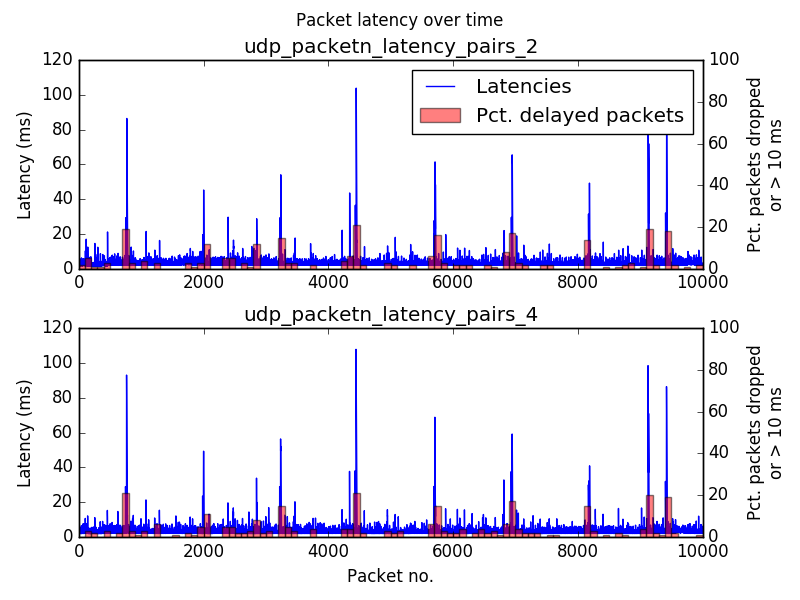 Packet latency over time
udp_packetn_latency_pairs_2
120
100
80
60
40
20
0
Latency (ms)
Latencies
Pct. delayed packets
100
80
60
40
20
0
Pct. packets dropped
or > 10 ms
0 2000 4000 6000 8000 10000
udp_packetn_latency_pairs_4
120
100
80
60
40
20
0
Latency (ms)
100
80
60
40
20
0
Pct. packets dropped
or > 10 ms
0 2000 4000 6000 8000 10000
Packet no.